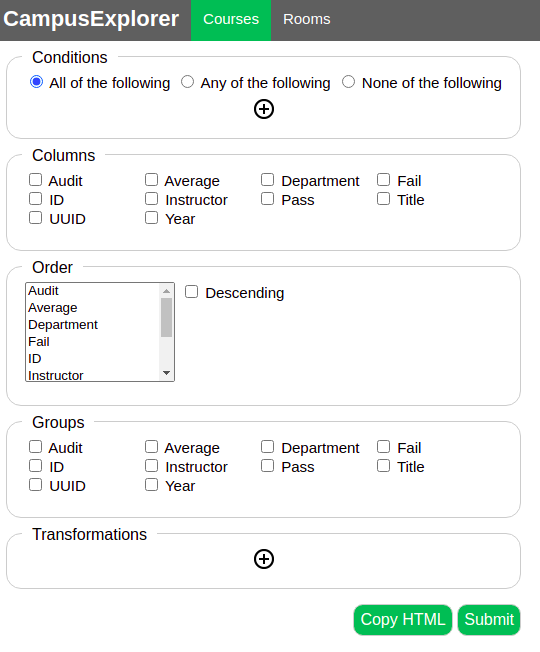 CampusExplorer Courses Rooms
Conditions
All of the following Any of the following None of the following
Columns
Audit Average Department Fail
ID Instructor Pass Title
UUID Year
Order
Audit
Average
Department
Fail
ID
Instructor
Descending
Groups
Audit Average Department Fail
ID Instructor Pass Title
UUID Year
Transformations
Copy HTML Submit